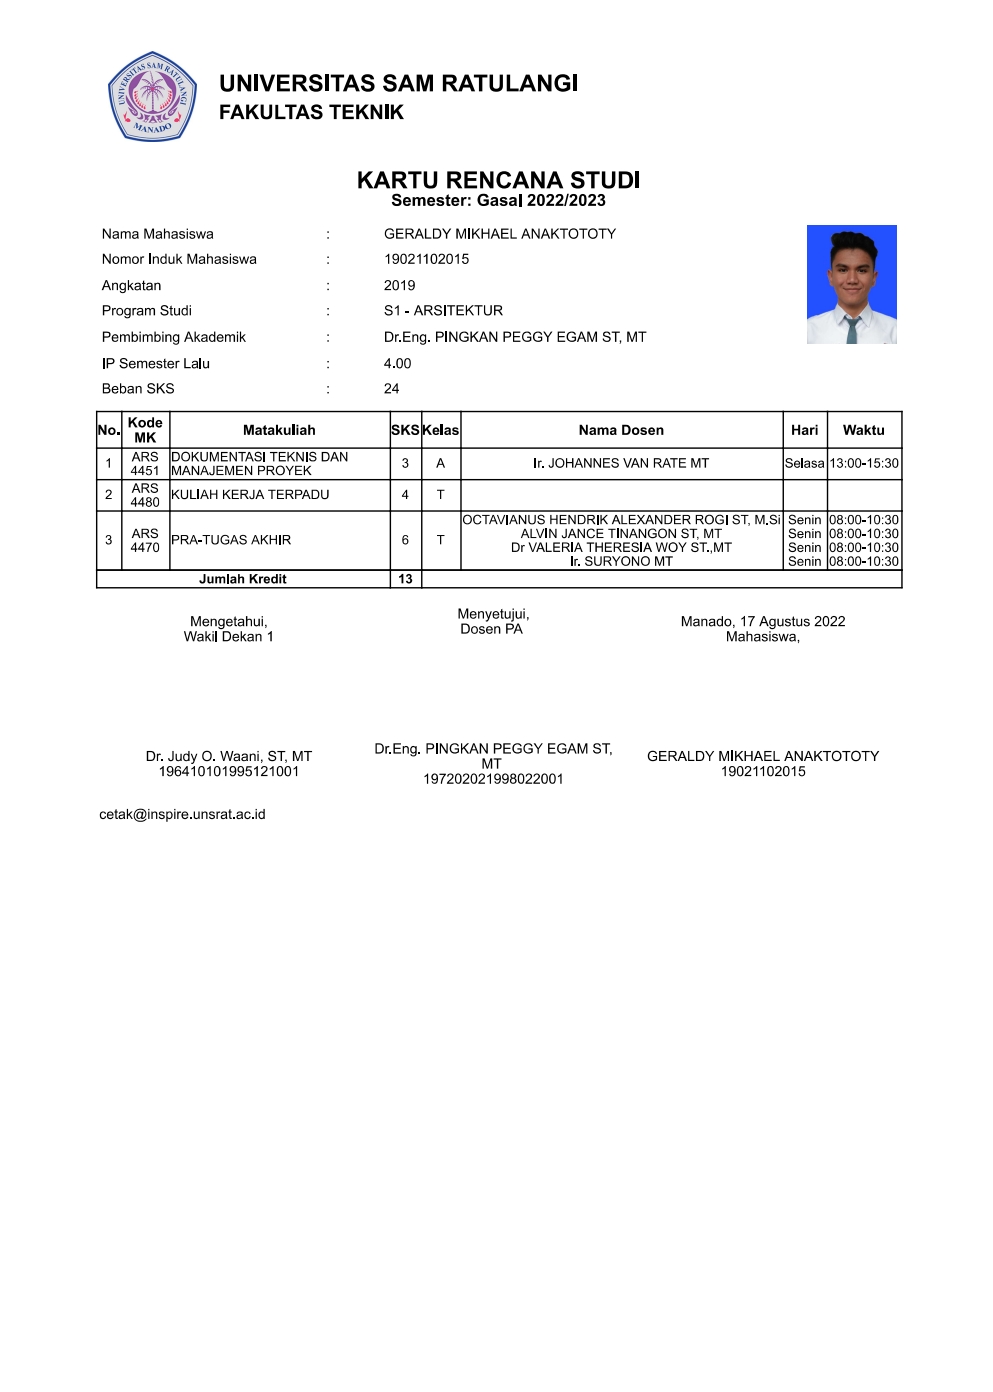 UNIVERSITAS SAM RATULANGI
MANADO
UNIVERSITAS SAM RATULANGI
FAKULTAS TEKNIK
KARTU RENCANA STUDI
Semester: Gasal 2022/2023
Nama Mahasiswa : GERALDY MIKHAEL ANAKTOTOTY
Nomor Induk Mahasiswa : 19021102015
Angkatan : 2019
Program Studi : S1 - ARSITEKTUR
Pembimbing Akademik : Dr.Eng. PINGKAN PEGGY EGAM ST, MT
IP Semester Lalu : 4.00
Beban SKS : 24
No. Kode MK Matakuliah SKS Kelas Nama Dosen Hari Waktu
1 ARS 4451 DOKUMENTASI TEKNIS DAN MANAJEMEN PROYEK 3 A Ir. JOHANNES VAN RATE MT Selasa 13:00-15:30
2 ARS 4480 KULIAH KERJA TERPADU 4 T
3 ARS 4470 PRA-TUGAS AKHIR 6 T OCTAVIANUS HENDRIK ALEXANDER ROGI ST, M.Si Senin 08:00-10:30
ALVIN JANCE TINANGON ST, MT Senin 08:00-10:30
Dr VALERIA THERESIA WOY ST.,MT Senin 08:00-10:30
Ir. SURYONO MT Senin 08:00-10:30
Jumlah Kredit 13
Mengetahui,
Wakil Dekan 1
Menyetujui,
Dosen PA
Manado, 17 Agustus 2022
Mahasiswa,
Dr. Judy O. Waani, ST, MT
196410101995121001
Dr.Eng. PINGKAN PEGGY EGAM ST,
MT
197202021998022001
GERALDY MIKHAEL ANAKTOTOTY
19021102015
cetak@inspire.unsrat.ac.id